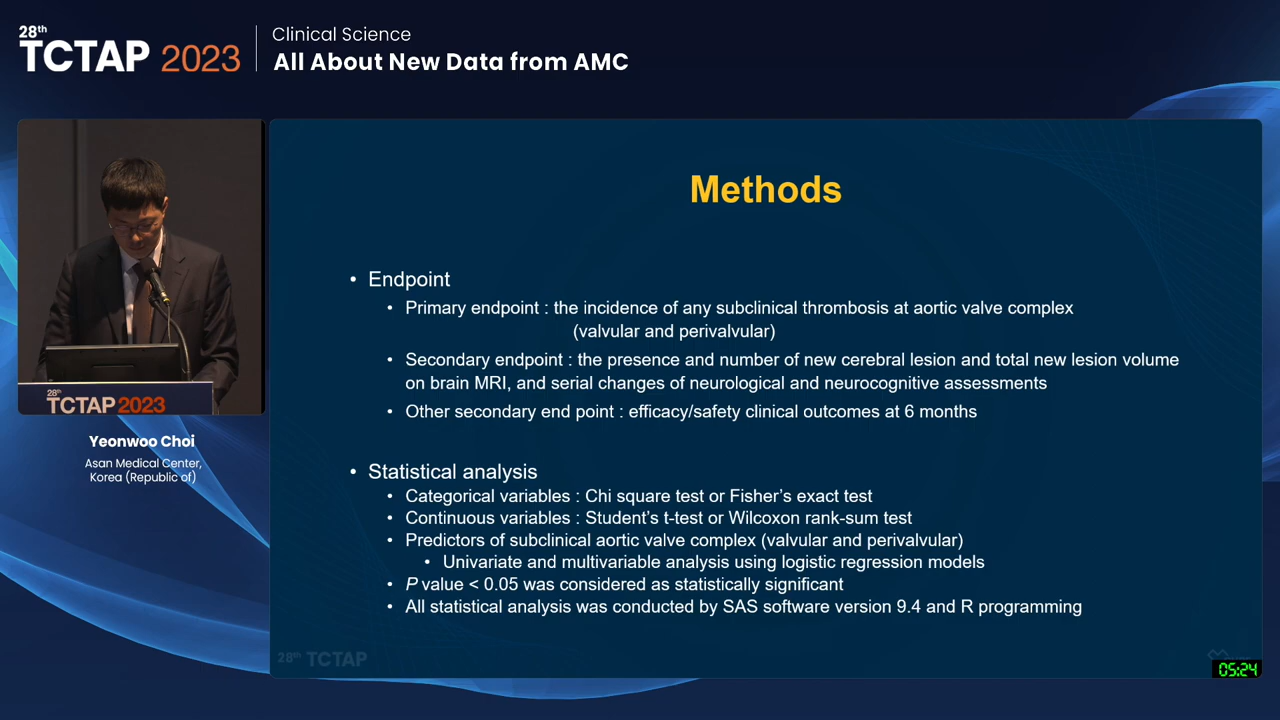 28th
TCTAP 2023
Clinical Science
All About New Data from AMC
28th
TCTAP2023
Yeonwoo Choi
Asan Medical Center,
Korea (Republic of)
Methods
• Endpoint
• Primary endpoint : the incidence of any subclinical thrombosis at aortic valve complex
(valvular and perivalvular)
• Secondary endpoint : the presence and number of new cerebral lesion and total new lesion volume
on brain MRI, and serial changes of neurological and neurocognitive assessments
• Other secondary end point : efficacy/safety clinical outcomes at 6 months
• Statistical analysis
• Categorical variables : Chi square test or Fisher's exact test
• Continuous variables : Student's t-test or Wilcoxon rank-sum test
• Predictors of subclinical aortic valve complex (valvular and perivalvular)
• Univariate and multivariable analysis using logistic regression models
• P value < 0.05 was considered as statistically significant
• All statistical analysis was conducted by SAS software version 9.4 and R programming
28th TCTAP
05:24